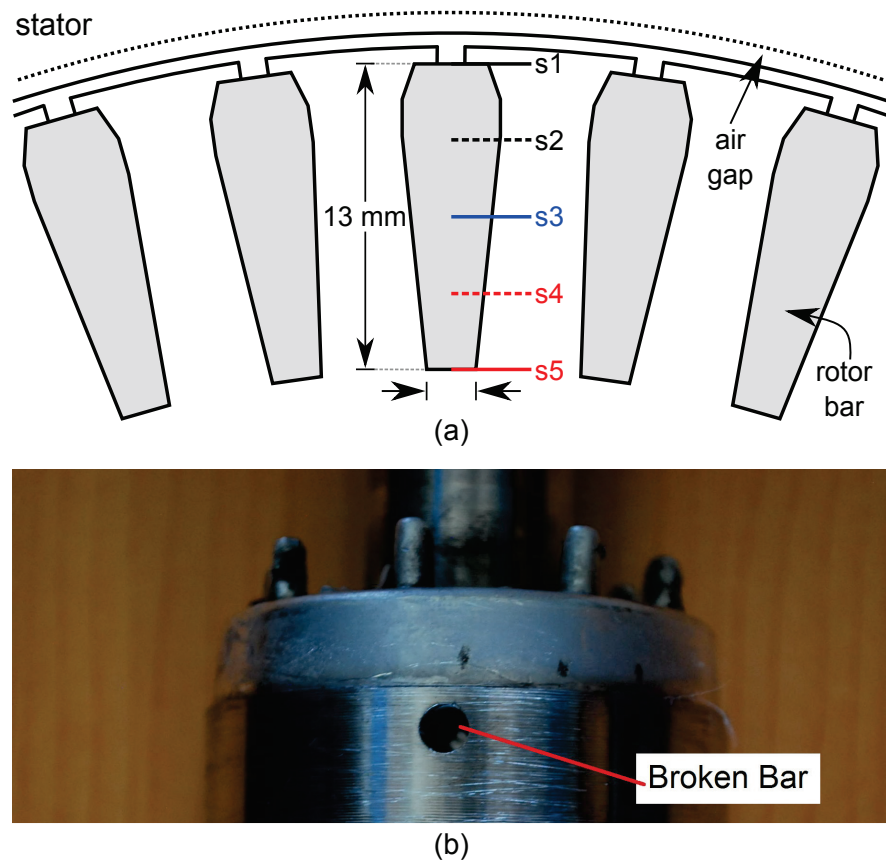 stator
s1
s2
air
gap
13 mm
s3
s4
s5
rotor
bar
(a)
Broken Bar
(b)